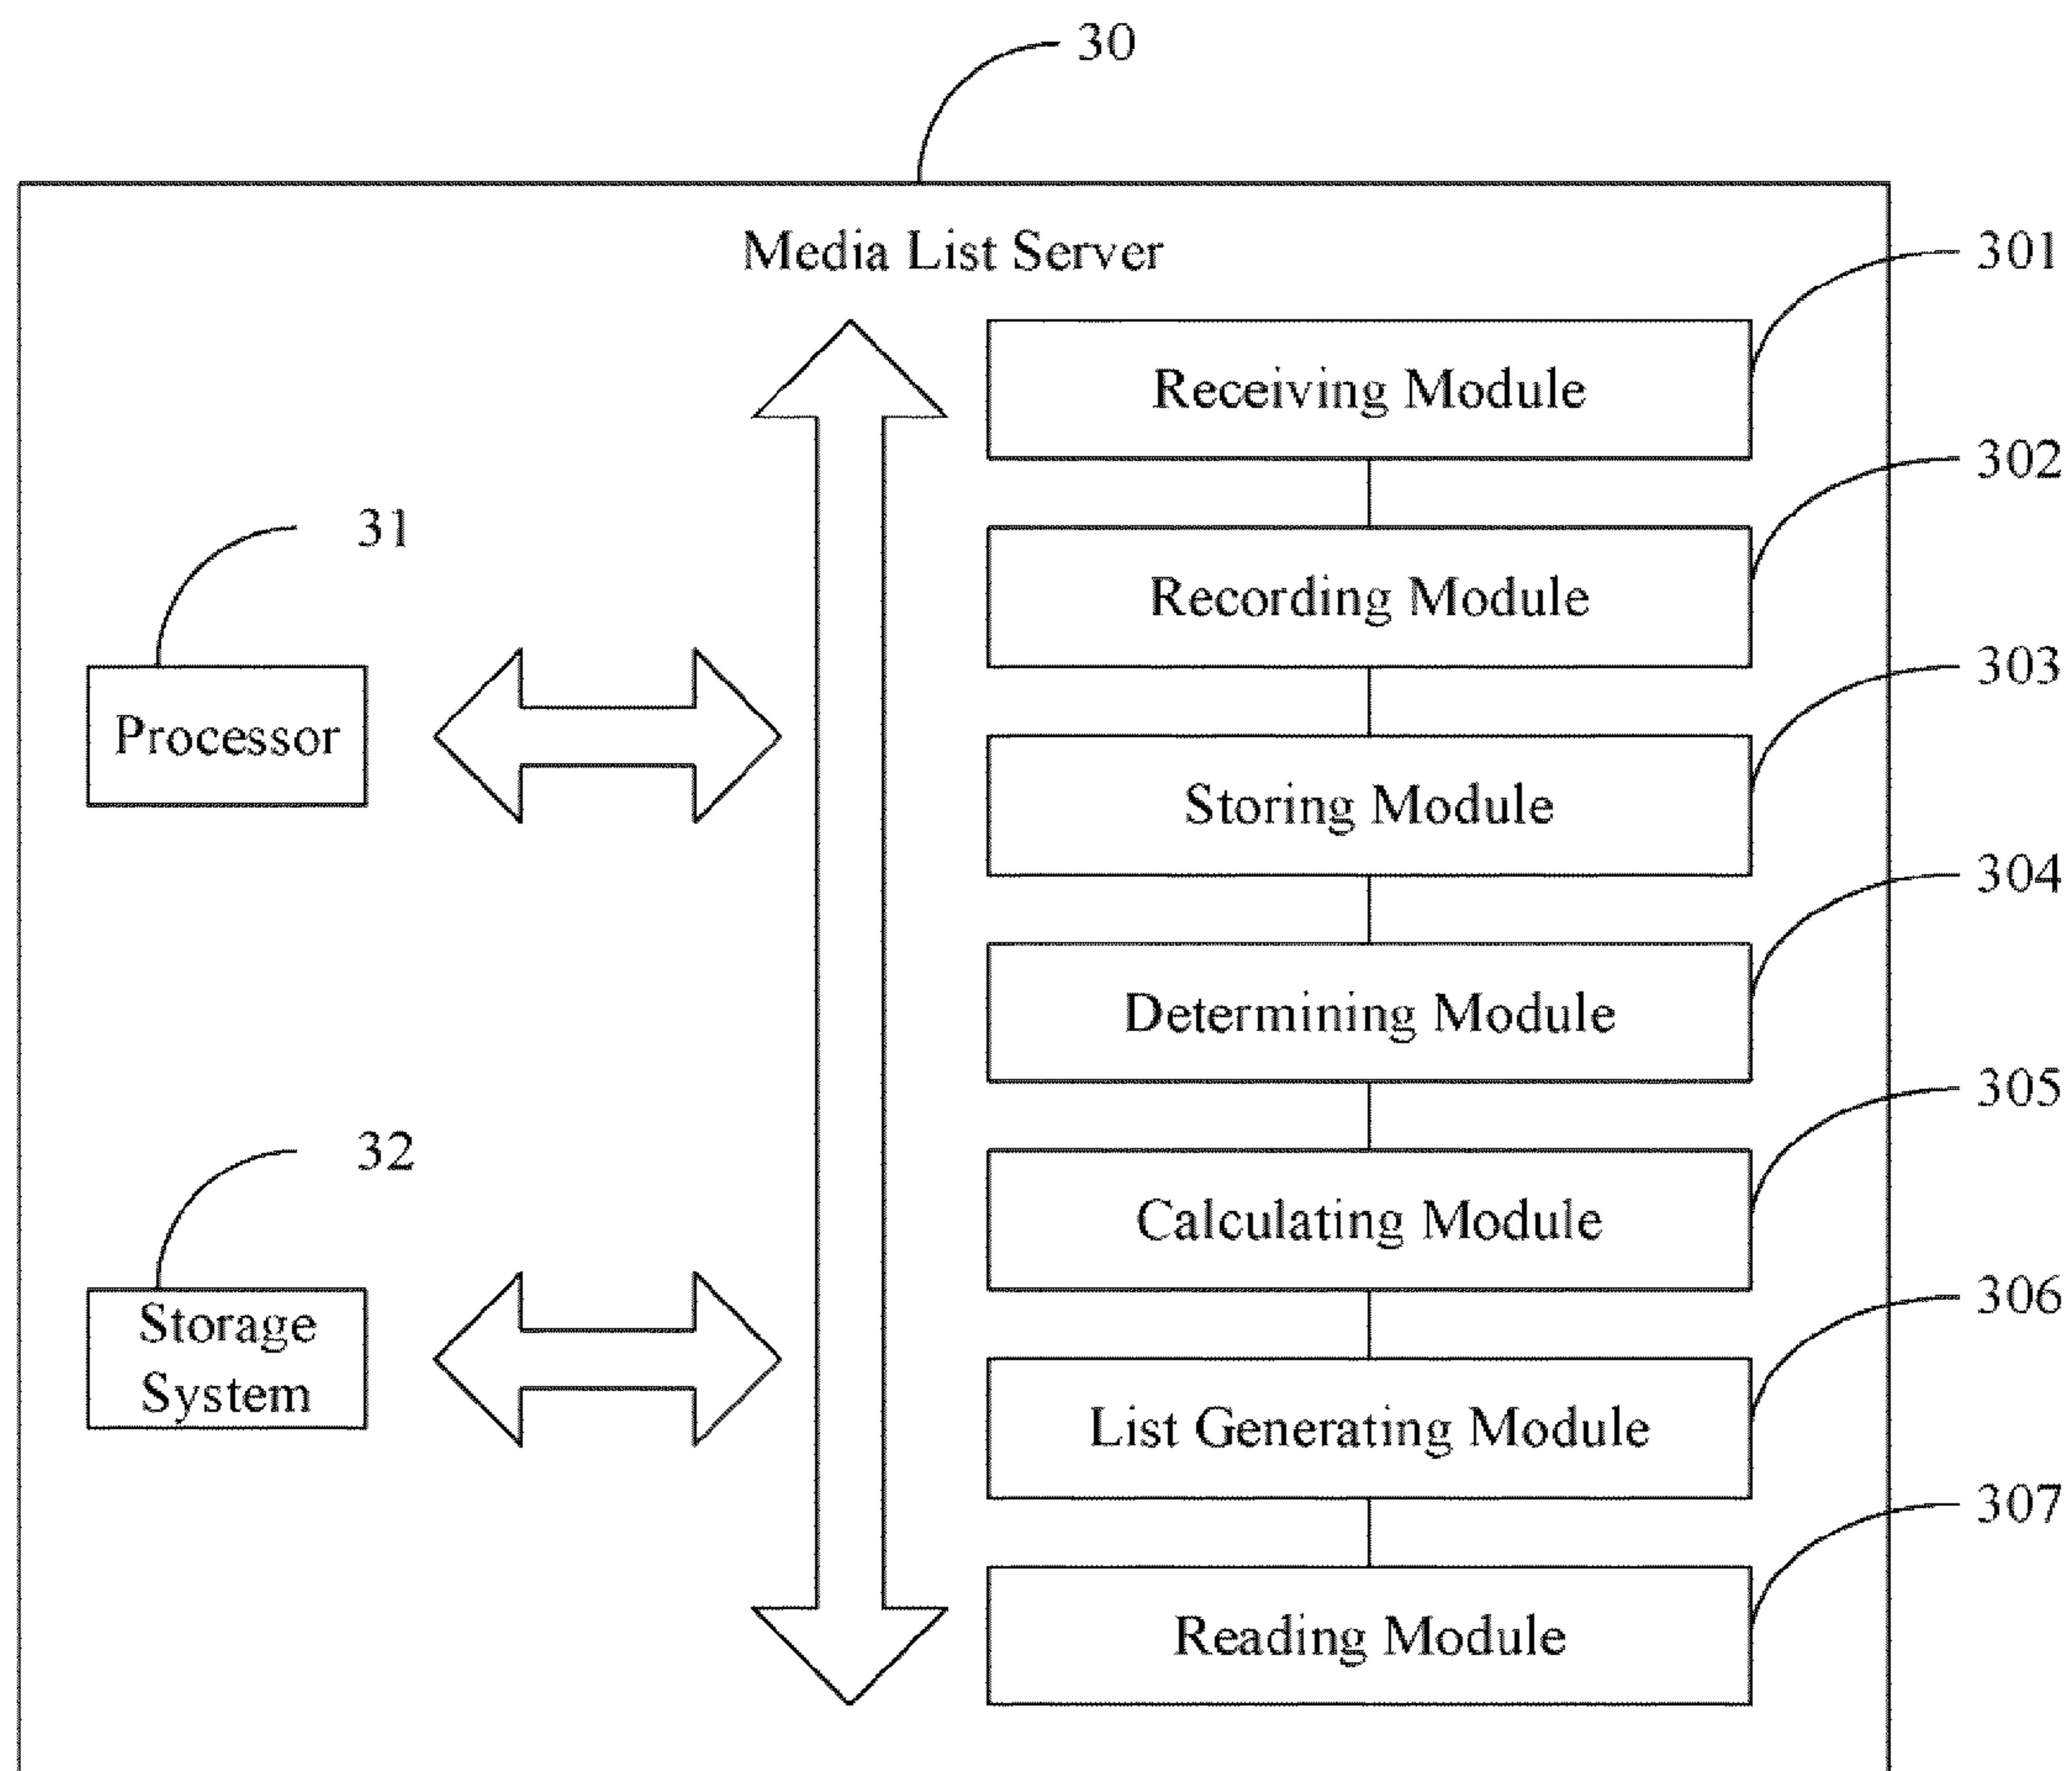 30
Media List Server
301
Receiving Module
302
Recording Module
31
303
Processor
Storing Module
304
Determining Module
305
32
Calculating Module
306
Storage
System
List Generating Module
307
Reading Module